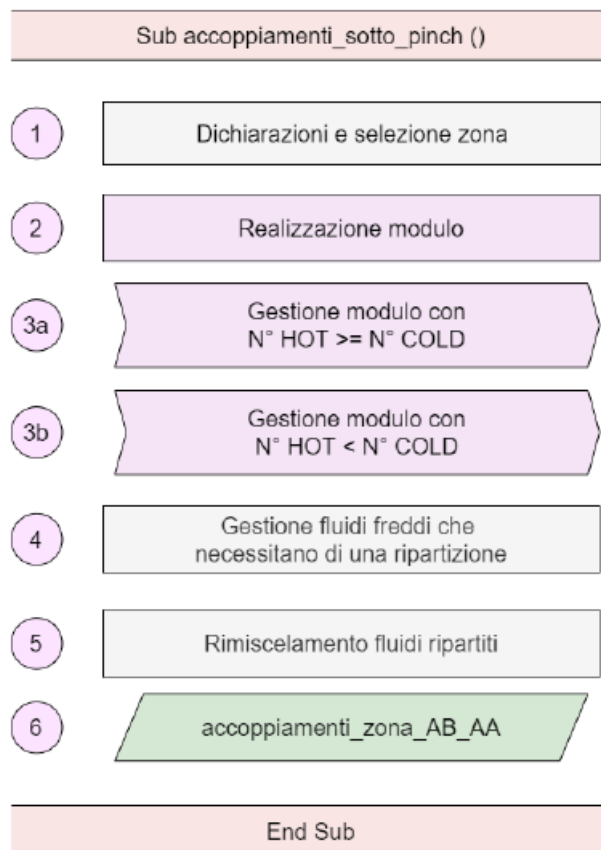 Sub accoppiamenti_sotto_pinch ()
1
Dichiarazioni e selezione zona
2
Realizzazione modulo
3a
Gestione modulo con
N° HOT >= N° COLD
3b
Gestione modulo con
N° HOT < N° COLD
4
Gestione fluidi freddi che
necessitano di una ripartizione
5
Rimiscelamento fluidi ripartiti
6
accoppiamenti_zona_AB_AA
End Sub